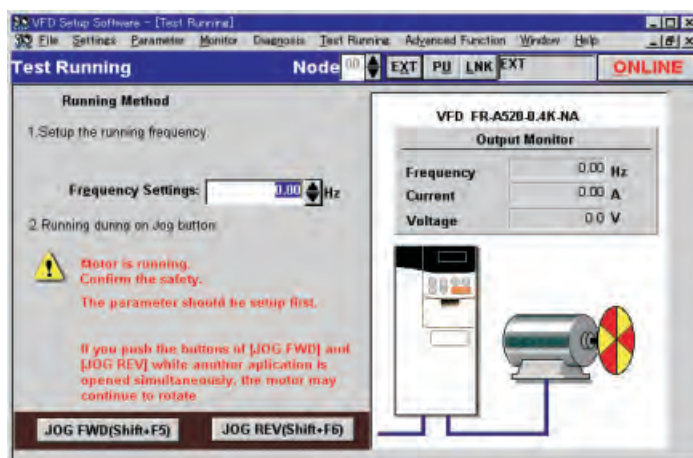 VFD Setup Software - [Test Running]
File Settings Parameter Monitor Diagnosis Test Running Advanced Function Window Help
Test Running Node 00 EXT PU LNK EXT ONLINE
Running Method
1.Setup the running frequency
Frequency Settings: 0.00 Hz
2.Running during on Jog button
Motor is running.
Confirm the safety.
The parameter should be setup first.
If you push the buttons of [JOG FWD] and
[JOG REV] while another aplication is
opened simultaneously, the motor may
continue to rotate
JOG FWD(Shift+F5) JOG REV(Shift+F6)
VFD FR-A520-0.4K-NA
Output Monitor
Frequency 0.00 Hz
Current 0.00 A
Voltage 0.0 V